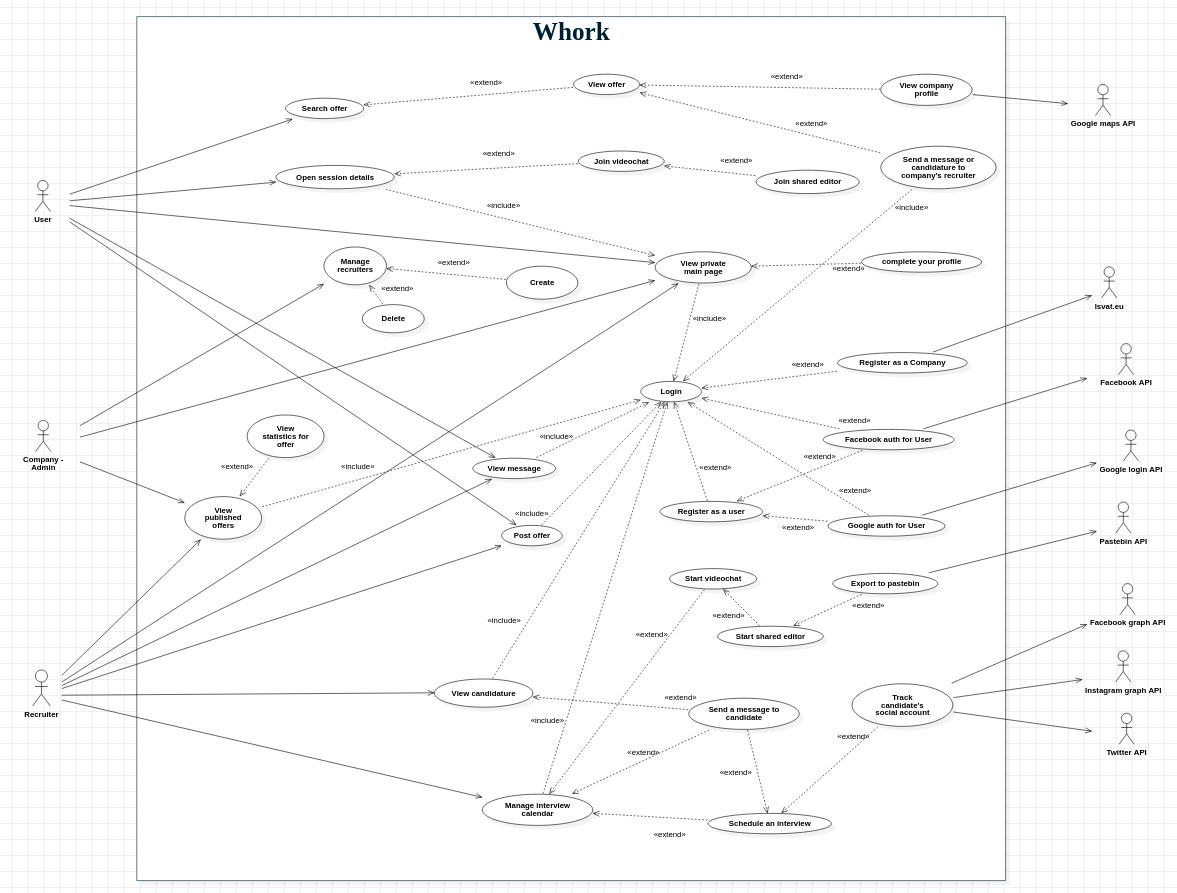 Whork
«extend»
«extend»
View offer
View company
profile
Search offer
Google maps API
«extend»
«extend»
Join videochat
«extend»
Send a message or
candidature to
company's recruiter
Open session details
Join shared editor
User
«include»
«include»
Manage
recruiters
«extend»
View private
main page
complete your profile
«extend»
Create
«extend»
Isvat.eu
Delete
«include»
Register as a Company
«extend»
Facebook API
Login
View
statistics for
offer
«extend»
Facebook auth for User
Company -
Admin
«include»
«extend»
«include»
View message
«extend»
«extend»
Google login API
«extend»
View
published
offers
«include»
Register as a user
«extend»
Google auth for User
Post offer
Pastebin API
Start videochat
Export to pastebin
«extend»
«extend»
«include»
«extend»
Start shared editor
Facebook graph API
View candidature
«extend»
Send a message to
candidate
Track
candidate's
social account
Instagram graph API
Recruiter
«include»
«extend»
«extend»
Twitter API
«extend»
Manage interview
calendar
Schedule an interview
«extend»